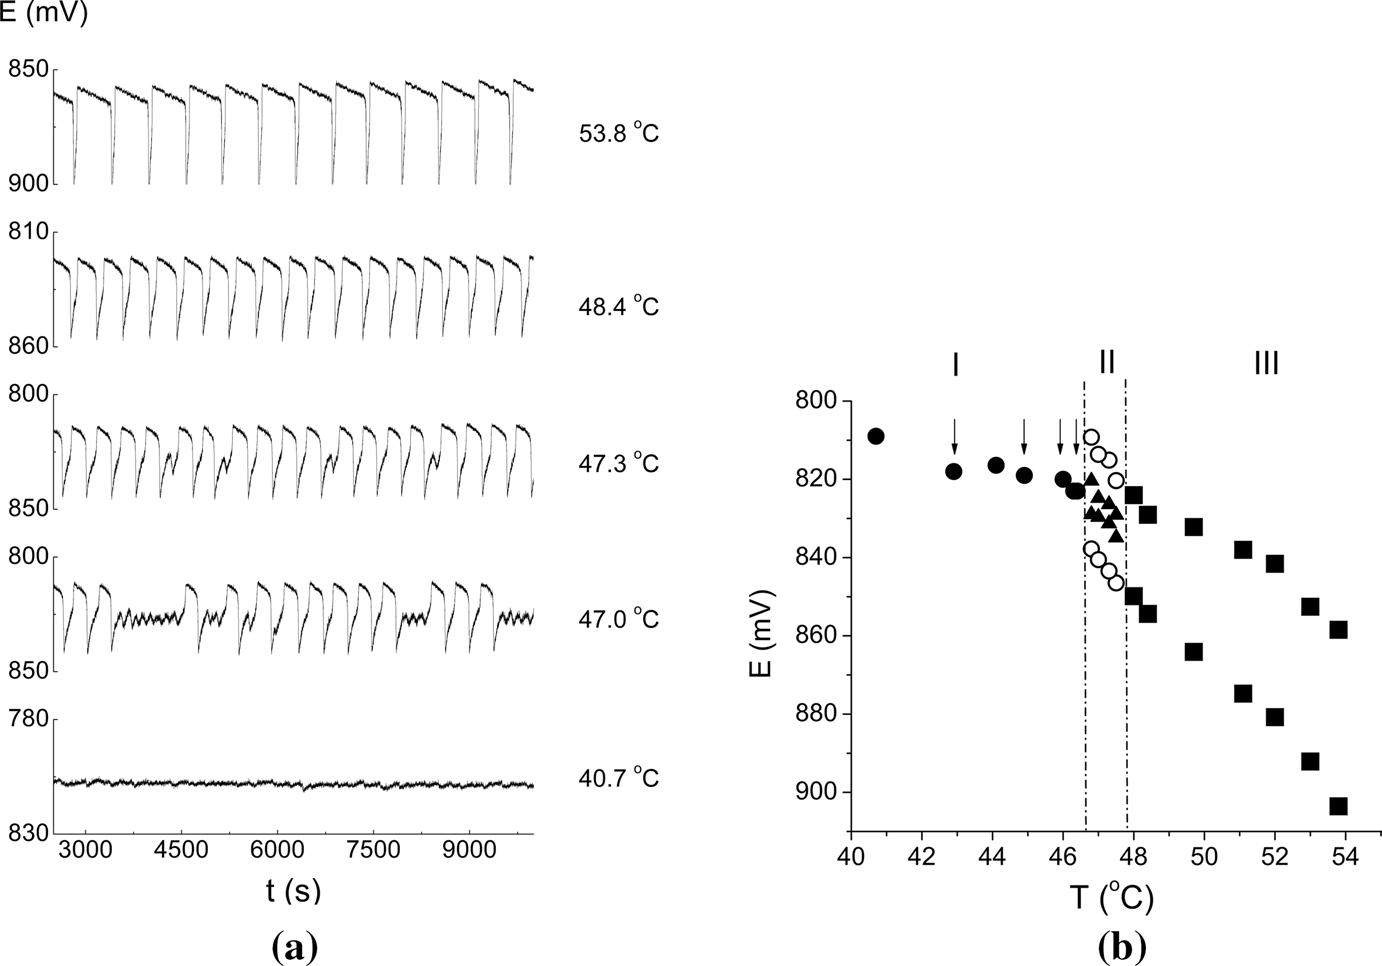 E (mV)
850
900
53.8 °C
810
860
48.4 °C
800
850
47.3 °C
800
850
47.0 °C
780
830
40.7 °C
3000 4500 6000 7500 9000
t (s)
(a)
I II III
800
820
840
860
880
900
E (mV)
40 42 44 46 48 50 52 54
T (°C)
(b)